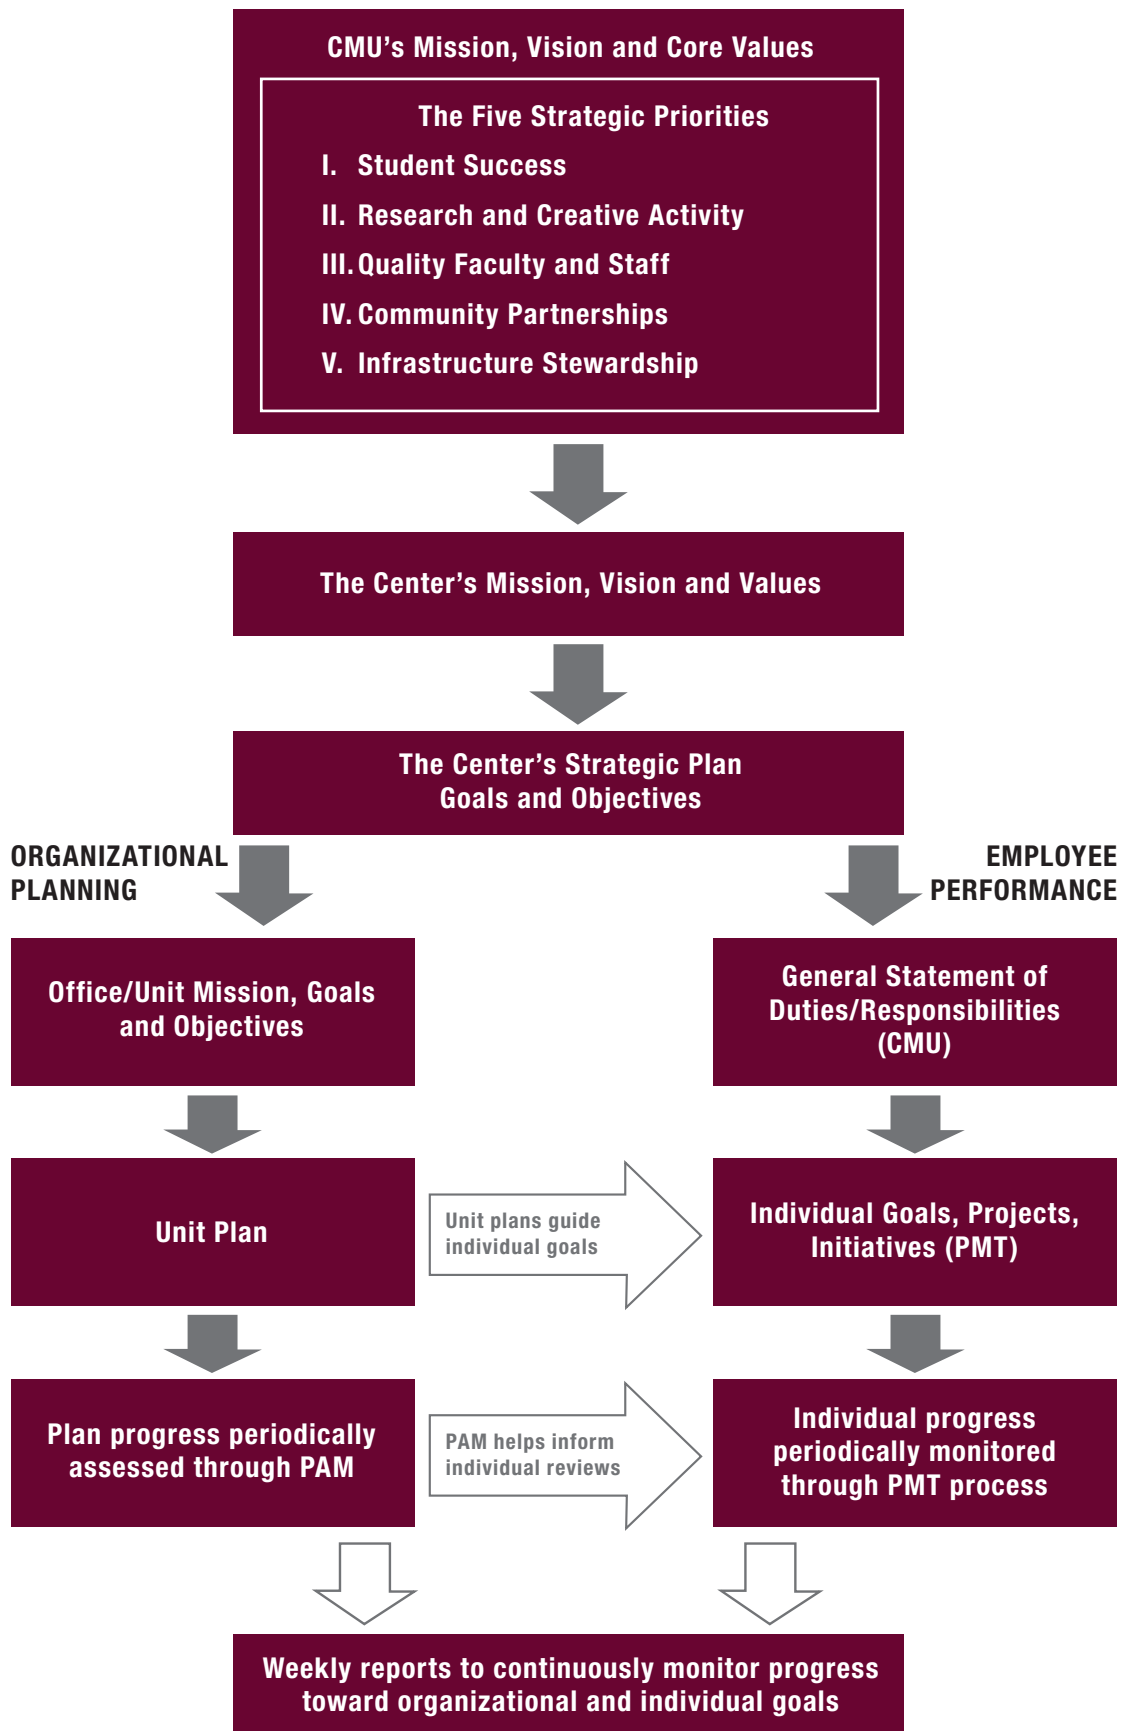 CMU's Mission, Vision and Core Values
The Five Strategic Priorities
I. Student Success
II. Research and Creative Activity
III. Quality Faculty and Staff
IV. Community Partnerships
V. Infrastructure Stewardship
The Center's Mission, Vision and Values
The Center's Strategic Plan
Goals and Objectives
ORGANIZATIONAL
PLANNING
EMPLOYEE
PERFORMANCE
Office/Unit Mission, Goals
and Objectives
General Statement of
Duties/Responsibilities
(CMU)
Unit Plan
Unit plans guide
individual goals
Individual Goals, Projects,
Initiatives (PMT)
Plan progress periodically
assessed through PAM
PAM helps inform
individual reviews
Individual progress
periodically monitored
through PMT process
Weekly reports to continuously monitor progress
toward organizational and individual goals